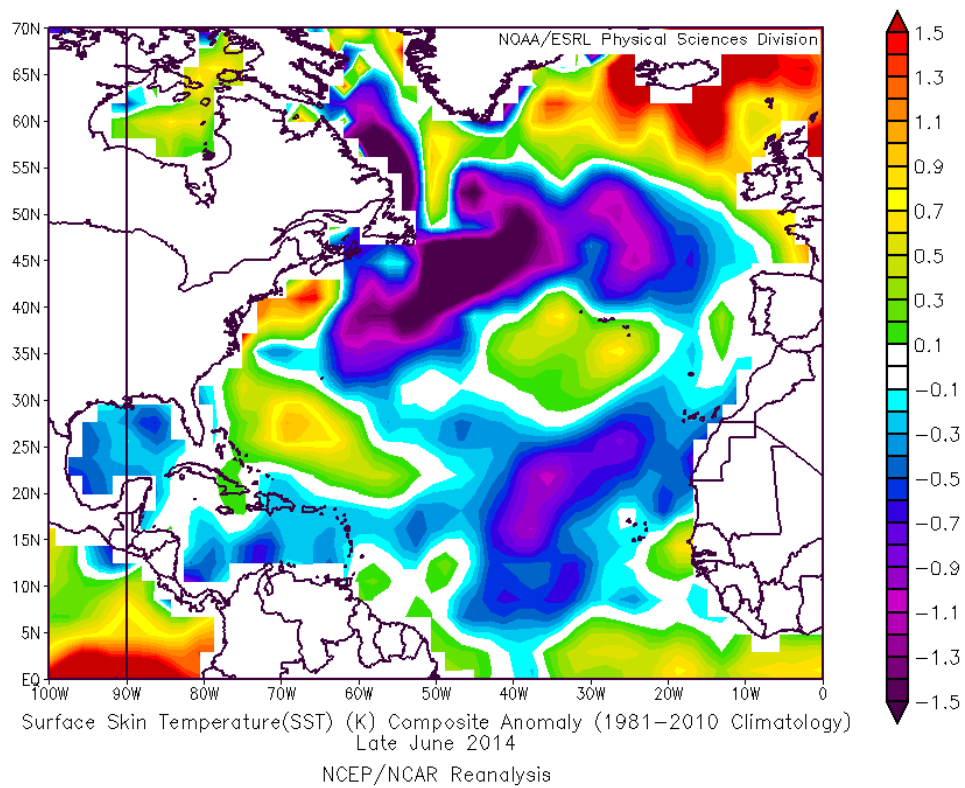 70N
NOAA/ESRL Physical Sciences Division
65N
60N
55N
50N
45N
40N
35N
30N
25N
20N
15N
10N
5N
EQ
100W 90W 80W 70W 60W 50W 40W 30W 20W 10W 0
1.5
1.3
1.1
0.9
0.7
0.5
0.3
0.1
−0.1
−0.3
−0.5
−0.7
−0.9
−1.1
−1.3
−1.5
Surface Skin Temperature(SST) (K) Composite Anomaly (1981−2010 Climatology)
Late June 2014
NCEP/NCAR Reanalysis